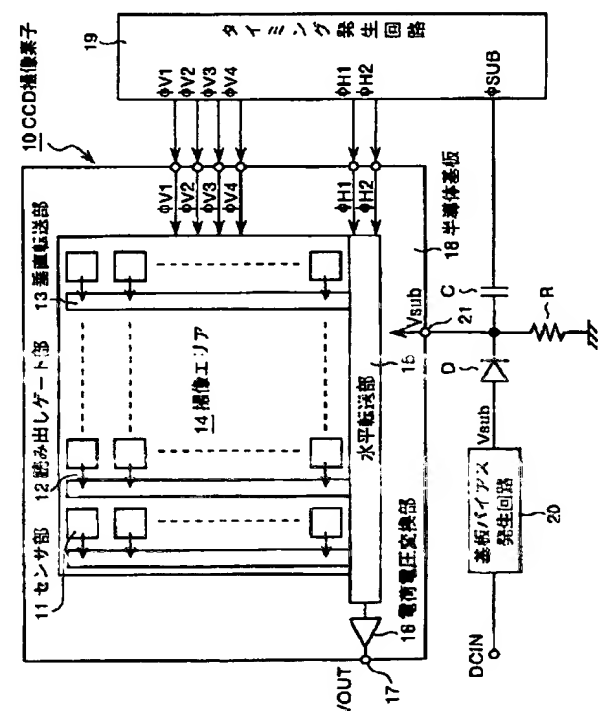 10 CCD撮像素子
11 センサ部
12 読み出しゲート部
13 垂直転送部
19
タイミング発生回路
φV1
φV2
φV3
φV4
φH1
φH2
φSUB
φV1
φV2
φV3
φV4
φH1
φH2
14 撮像エリア
水平転送部
15
16 電荷電圧変換部
VOUT
17
18 半導体基板
Vsub
21
C
R
D
Vsub
基板バイアス
発生回路
20
DCIN